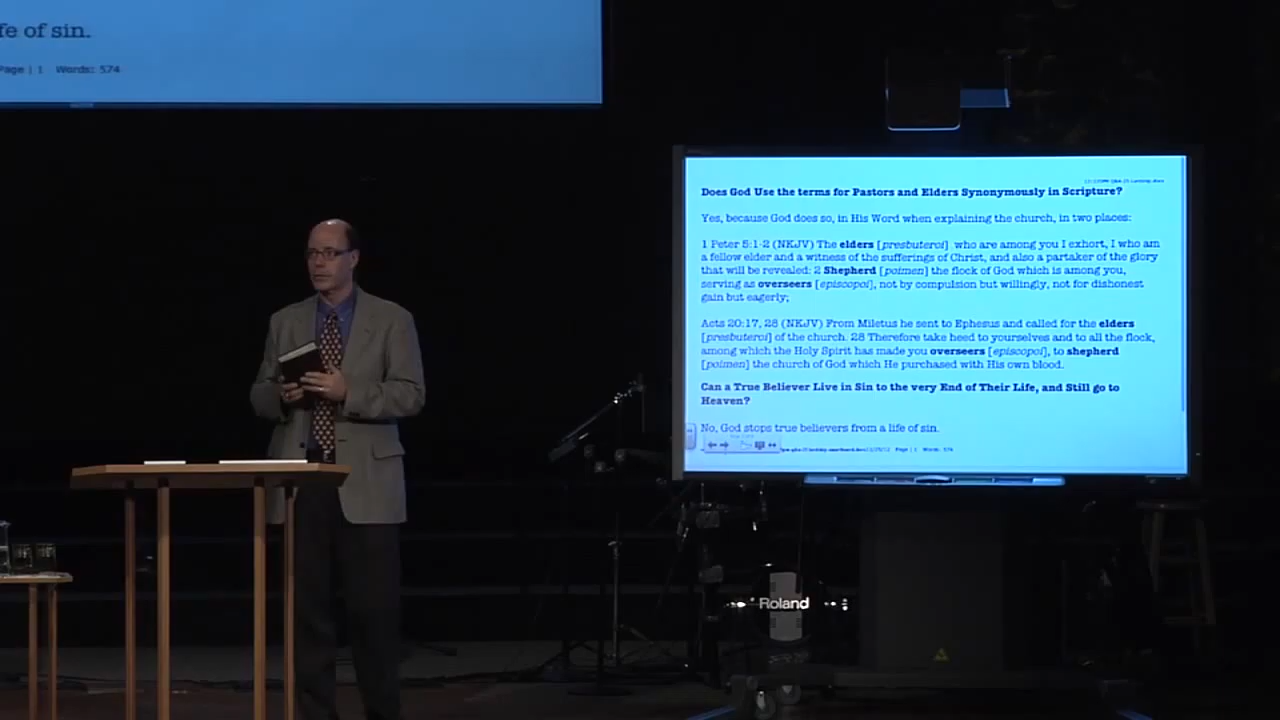 fe of sin.
Page | 1 Words: 574
Does God Use the terms for Pastors and Elders Synonymously in Scripture?
Yes, because God does so, in His Word when explaining the church, in two places:
1 Peter 5:1-2 (NKJV) The elders [presbuteroi] who are among you I exhort, I who am
a fellow elder and a witness of the sufferings of Christ, and also a partaker of the glory
that will be revealed: 2 Shepherd [poimen] the flock of God which is among you,
serving as overseers [episcopoi], not by compulsion but willingly, not for dishonest
gain but eagerly;
Acts 20:17, 28 (NKJV) From Miletus he sent to Ephesus and called for the elders
[presbuteroi] of the church. 28 Therefore take heed to yourselves and to all the flock,
among which the Holy Spirit has made you overseers [episcopoi], to shepherd
[poimen] the church of God which He purchased with His own blood.
Can a True Believer Live in Sin to the very End of Their Life, and Still go to
Heaven?
No, God stops true believers from a life of sin.
Page | 1 Words: 574
Roland